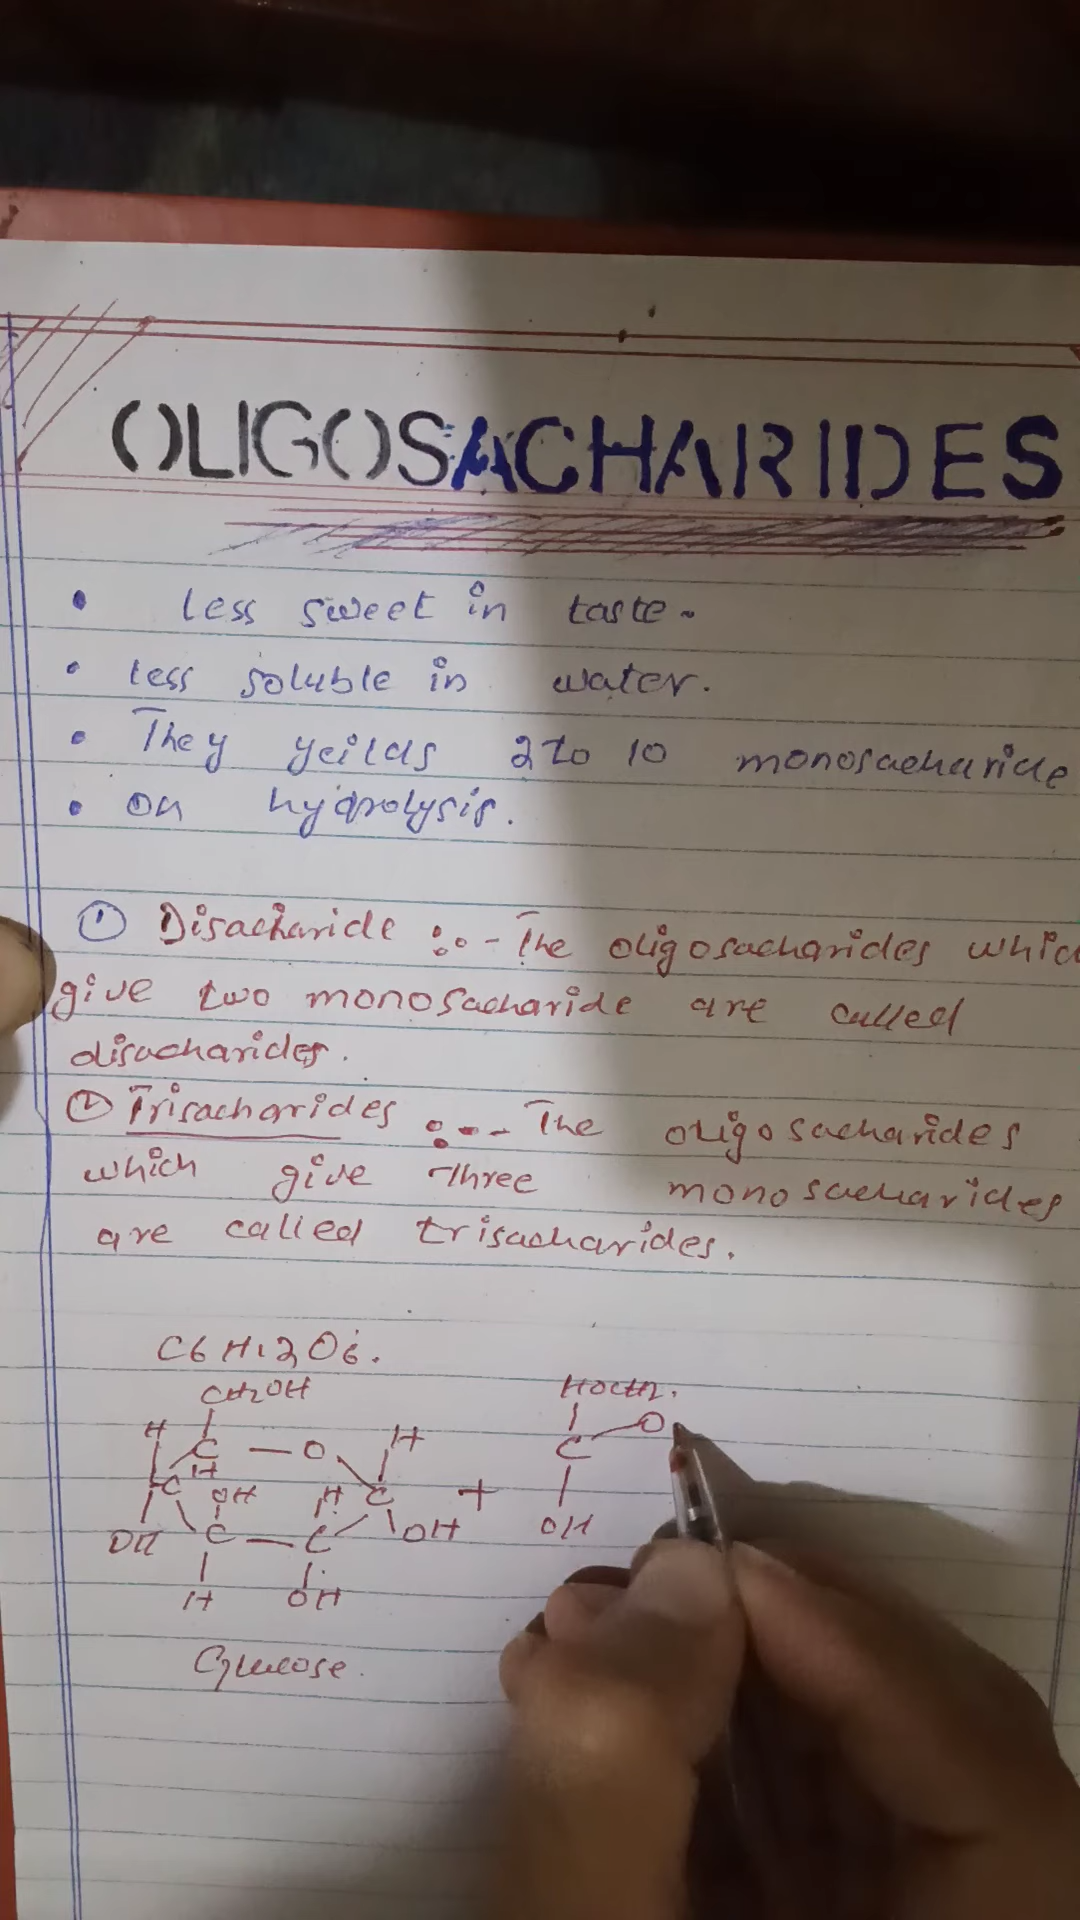 OLIGOSACHARIDES
• less sweet in taste.
• less soluble in water.
• They yeilds 2 to 10 monosacharide
• on hydrolysis.
① Disacharide :- The oligosacharides which
give two monosacharide are called
disacharides.
② Trisacharides :- The oligosacharides
which give three monosacharides
are called trisacharides.
C6H12O6.
CH2OH HOCH2.
H C — O H C — O
H
C OH H C +
OH C — C OH OH
H OH
Glucose.